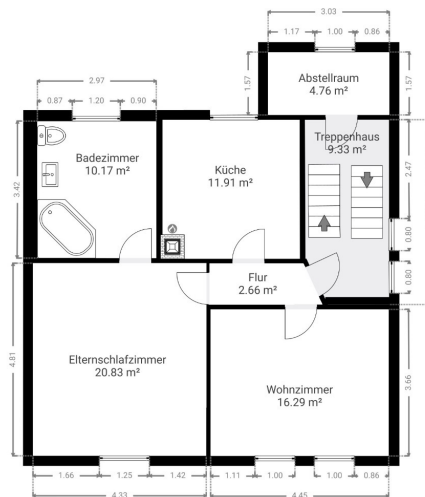 3.03
1.17 1.00 0.86
Abstellraum
4.76 m²
1.57
1.57
2.97
0.87 1.20 0.90
Treppenhaus
9.33 m²
Badezimmer
10.17 m²
Küche
11.91 m²
3.42
2.47
0.80
0.80
Flur
2.66 m²
4.81
Elternschlafzimmer
20.83 m²
Wohnzimmer
16.29 m²
3.66
1.66 1.25 1.42
1.11 1.00 1.00 0.86
4.33
4.45